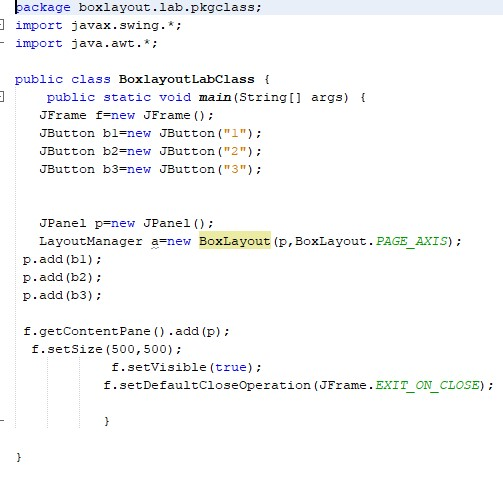 package boxlayout.lab.pkgclass;
import javax.swing.*;
import java.awt.*;
public class BoxlayoutLabClass {
public static void main(String[] args) {
JFrame f=new JFrame();
JButton b1=new JButton("1");
JButton b2=new JButton("2");
JButton b3=new JButton("3");
JPanel p=new JPanel();
LayoutManager a=new BoxLayout(p,BoxLayout.PAGE_AXIS);
p.add(b1);
p.add(b2);
p.add(b3);
f.getContentPane().add(p);
f.setSize(500,500);
f.setVisible(true);
f.setDefaultCloseOperation(JFrame.EXIT_ON_CLOSE);
}
}